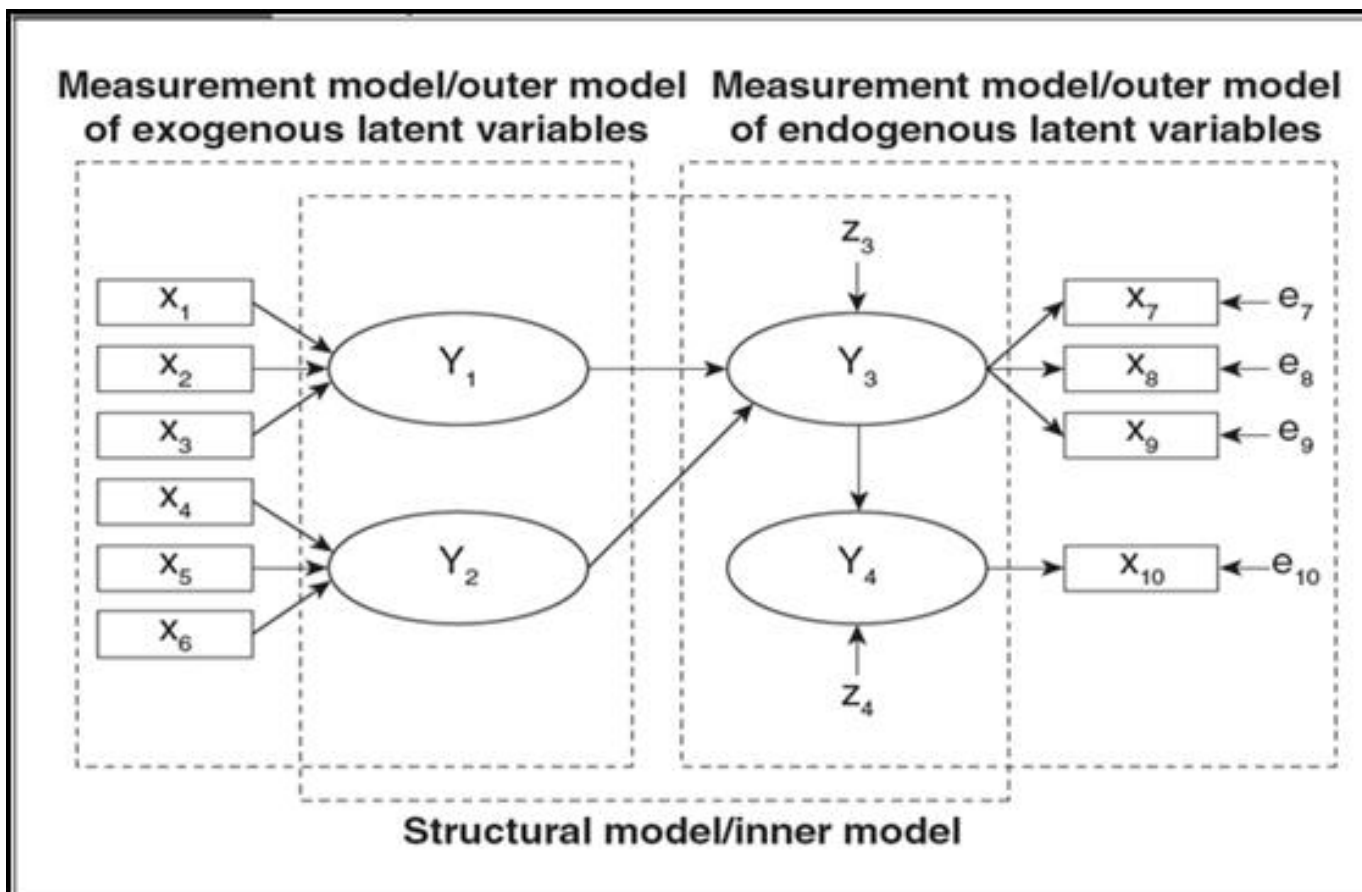 Measurement model/outer model
of exogenous latent variables
Measurement model/outer model
of endogenous latent variables
z₃
x₁
x₂
x₃
x₄
x₅
x₆
Y₁
Y₂
Y₃
Y₄
x₇
x₈
x₉
x₁₀
e₇
e₈
e₉
e₁₀
z₄
Structural model/inner model